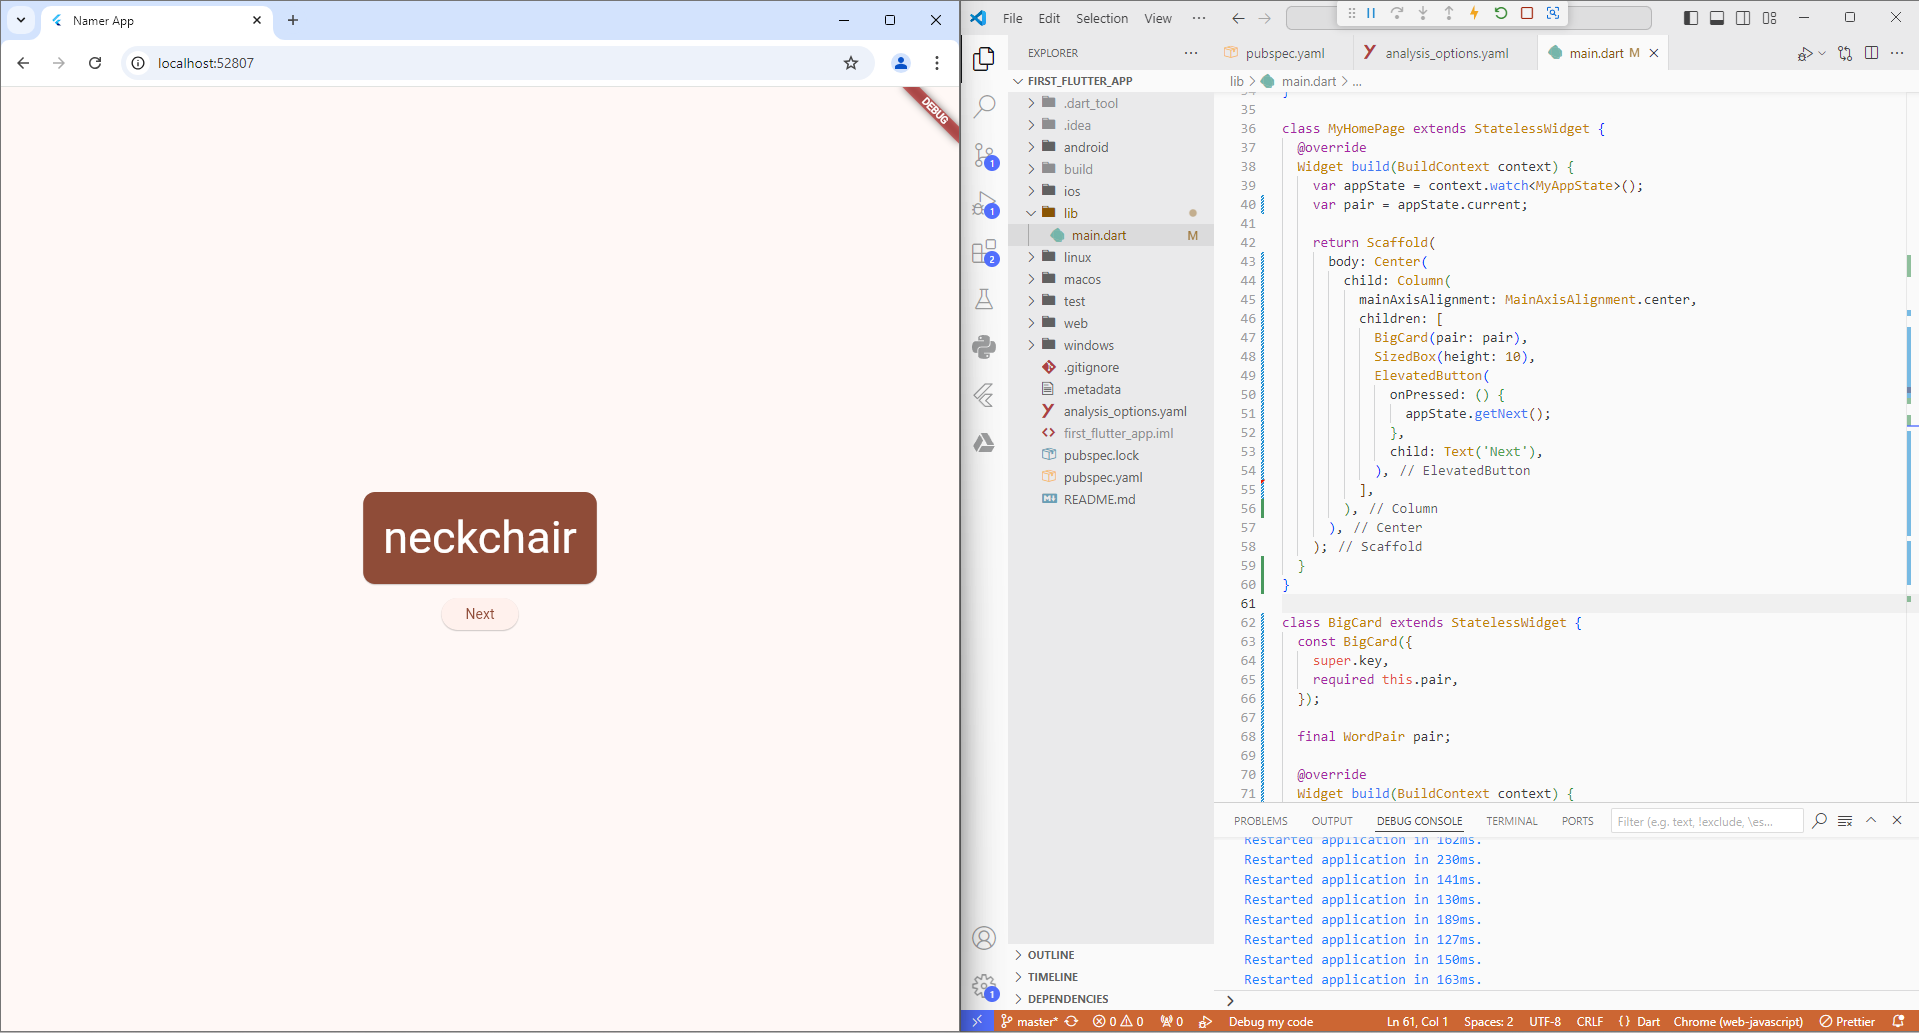 Namer App
localhost:52807
DEBUG
neckchair
Next
File Edit Selection View ...
EXPLORER ...
FIRST_FLUTTER_APP
.dart_tool
.idea
android
build
ios
lib
main.dart M
linux
macos
test
web
windows
.gitignore
.metadata
analysis_options.yaml
first_flutter_app.iml
pubspec.lock
pubspec.yaml
README.md
OUTLINE
TIMELINE
DEPENDENCIES
1
1
2
1
pubspec.yaml analysis_options.yaml main.dart M
lib > main.dart > ...
34 }
35
36 class MyHomePage extends StatelessWidget {
37 @override
38 Widget build(BuildContext context) {
39 var appState = context.watch<MyAppState>();
40 var pair = appState.current;
41
42 return Scaffold(
43 body: Center(
44 child: Column(
45 mainAxisAlignment: MainAxisAlignment.center,
46 children: [
47 BigCard(pair: pair),
48 SizedBox(height: 10),
49 ElevatedButton(
50 onPressed: () {
51 appState.getNext();
52 },
53 child: Text('Next'),
54 ), // ElevatedButton
55 ],
56 ), // Column
57 ), // Center
58 ); // Scaffold
59 }
60 }
61
62 class BigCard extends StatelessWidget {
63 const BigCard({
64 super.key,
65 required this.pair,
66 });
67
68 final WordPair pair;
69
70 @override
71 Widget build(BuildContext context) {
PROBLEMS OUTPUT DEBUG CONSOLE TERMINAL PORTS Filter (e.g. text, !exclude, \es...
Restarted application in 162ms.
Restarted application in 230ms.
Restarted application in 141ms.
Restarted application in 130ms.
Restarted application in 189ms.
Restarted application in 127ms.
Restarted application in 150ms.
Restarted application in 163ms.
master* 0 0 0 Debug my code Ln 61, Col 1 Spaces: 2 UTF-8 CRLF {} Dart Chrome (web-javascript) Prettier